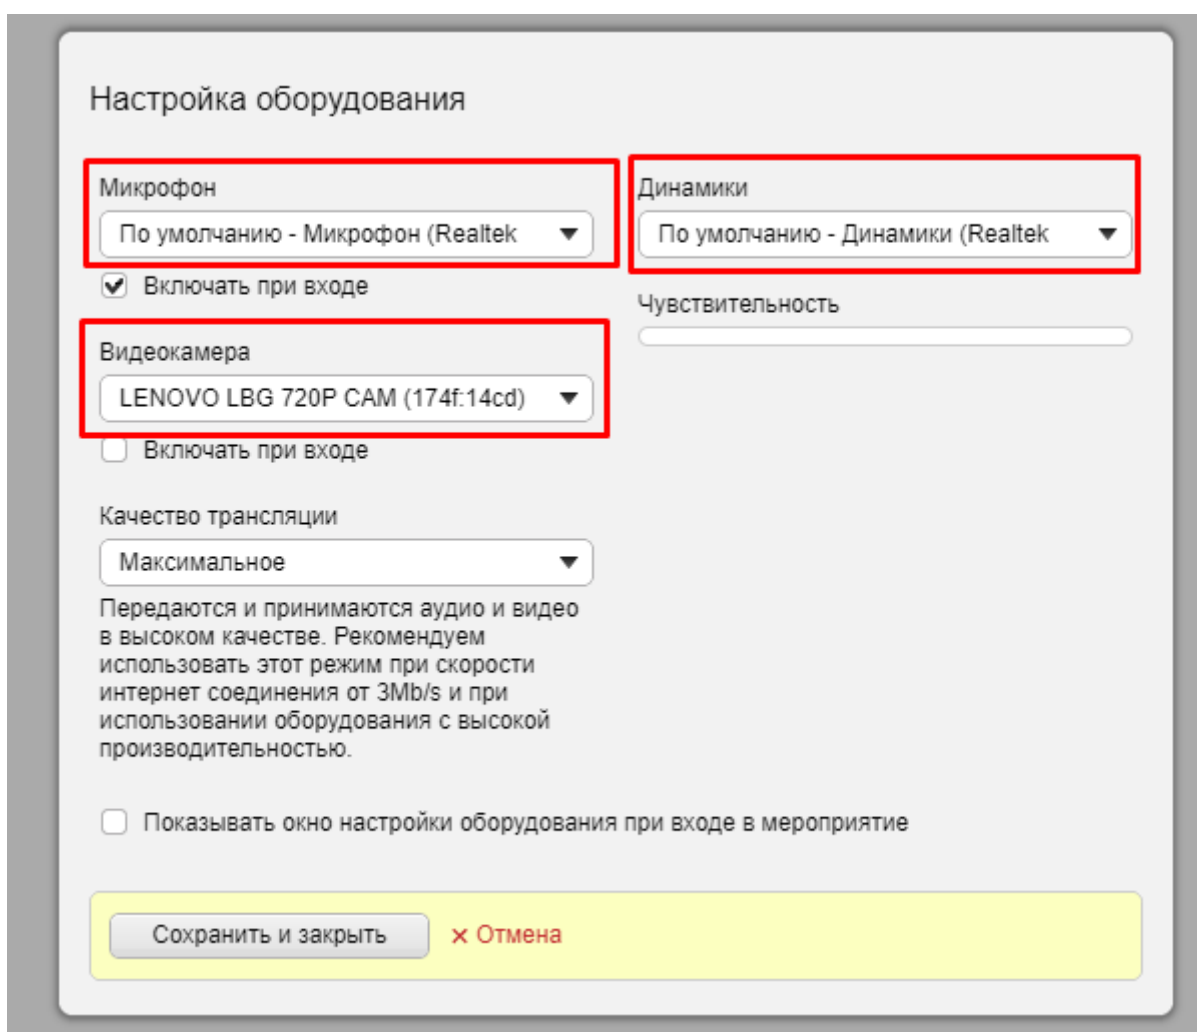 Настройка оборудования
Микрофон
По умолчанию - Микрофон (Realtek
Включать при входе
Динамики
По умолчанию - Динамики (Realtek
Чувствительность
Видеокамера
LENOVO LBG 720P CAM (174f:14cd)
Включать при входе
Качество трансляции
Максимальное
Передаются и принимаются аудио и видео
в высоком качестве. Рекомендуем
использовать этот режим при скорости
интернет соединения от 3Mb/s и при
использовании оборудования с высокой
производительностью.
Показывать окно настройки оборудования при входе в мероприятие
Сохранить и закрыть × Отмена